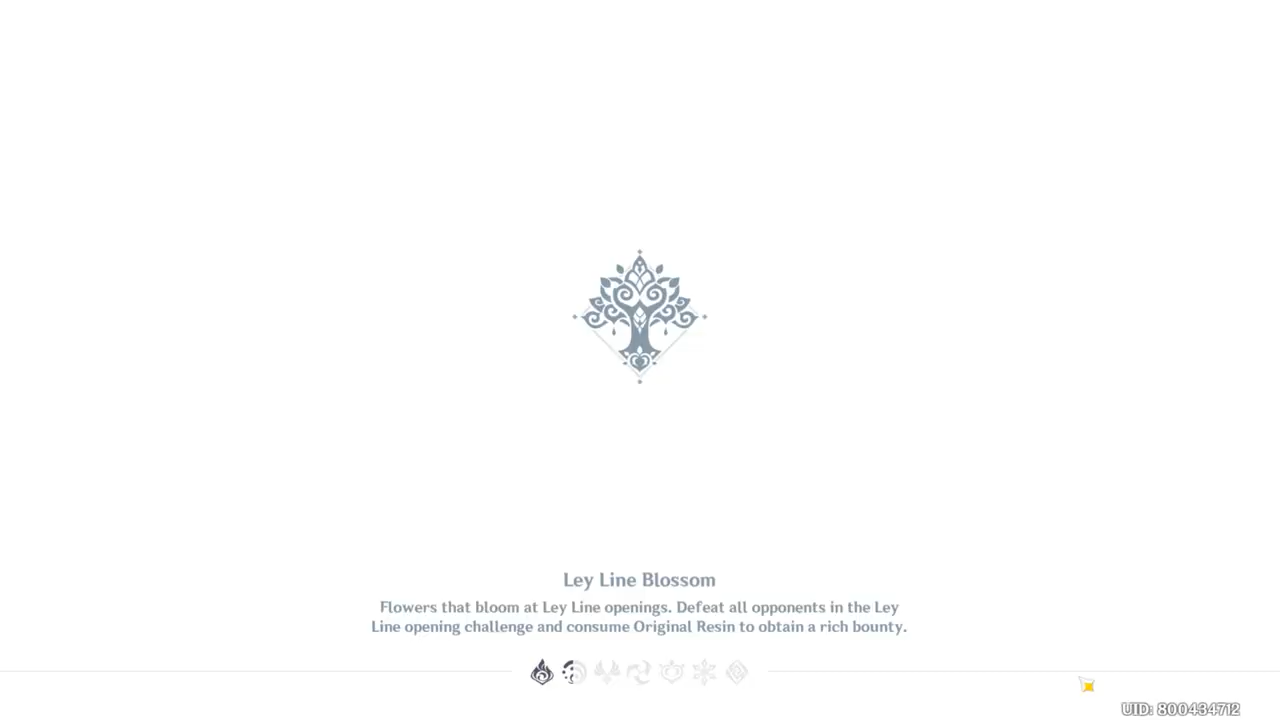 Ley Line Blossom
Flowers that bloom at Ley Line openings. Defeat all opponents in the Ley
Line opening challenge and consume Original Resin to obtain a rich bounty.
UID: 800434712